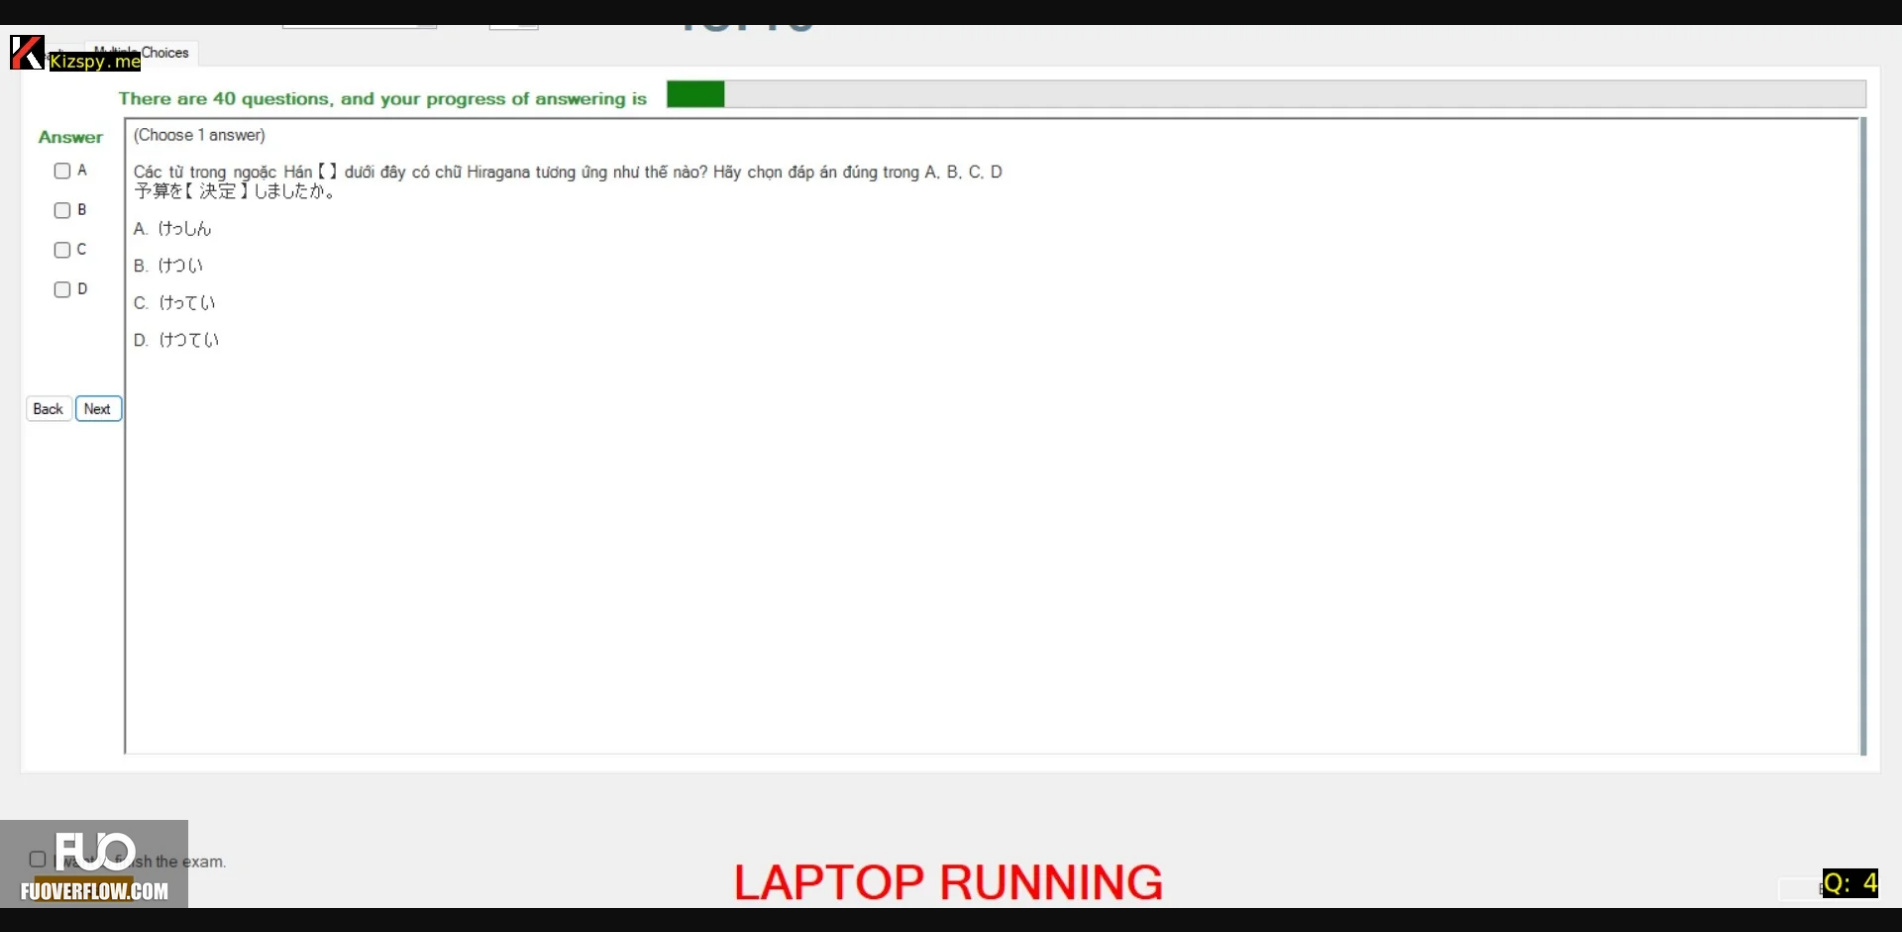 Choices
Kizspy.me
There are 40 questions, and your progress of answering is
Answer
(Choose 1 answer)
A
B
C
D
Các từ trong ngoặc Hán【 】dưới đây có chữ Hiragana tương ứng như thế nào? Hãy chọn đáp án đúng trong A, B, C, D
予算を【 決定 】しましたか。
A. けっしん
B. けつい
C. けってい
D. けつてい
Back
Next
FUO
finish the exam.
FUOVERFLOW.COM
LAPTOP RUNNING
Q: 4